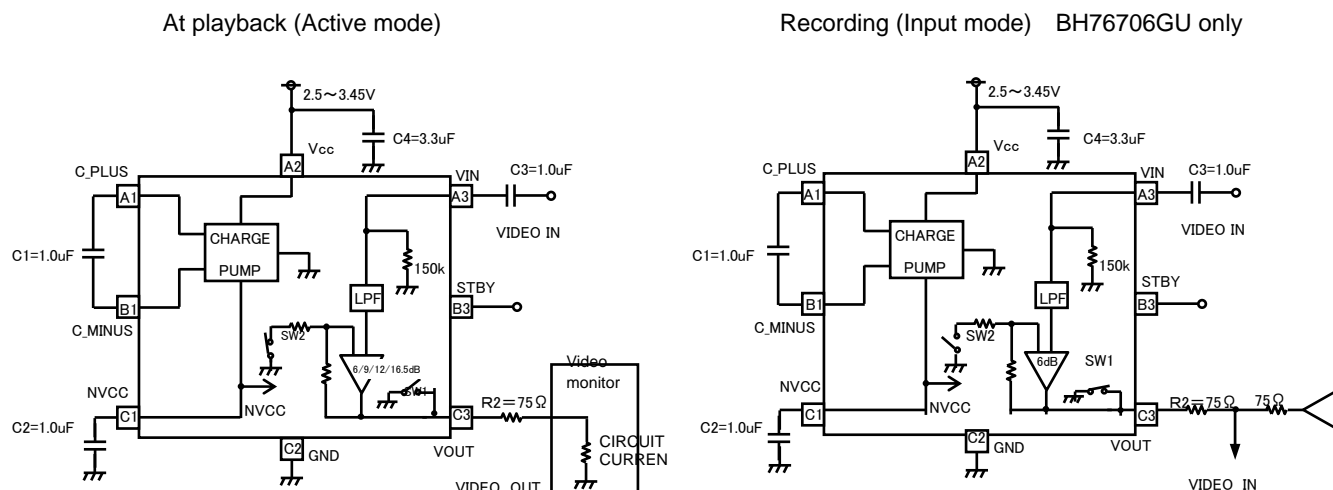 At playback (Active mode)
Recording (Input mode) BH76706GU only
2.5～3.45V
C4=3.3uF
Vcc
A2
C_PLUS
A1
VIN
A3
C3=1.0uF
VIDEO IN
CHARGE
PUMP
C1=1.0uF
150k
LPF
STBY
B3
B1
C_MINUS
SW2
6/9/12/16.5dB
SW1
Video
monitor
NVCC
C1
NVCC
C3
R2=75Ω
C2=1.0uF
C2
GND
VOUT
CIRCUIT
CURREN
VIDEO OUT
2.5～3.45V
C4=3.3uF
Vcc
A2
C_PLUS
A1
VIN
A3
C3=1.0uF
VIDEO IN
CHARGE
PUMP
C1=1.0uF
150k
LPF
STBY
B3
B1
C_MINUS
SW2
6dB
SW1
NVCC
C1
NVCC
C3
R2=75Ω
75Ω
C2=1.0uF
C2
GND
VOUT
VIDEO IN